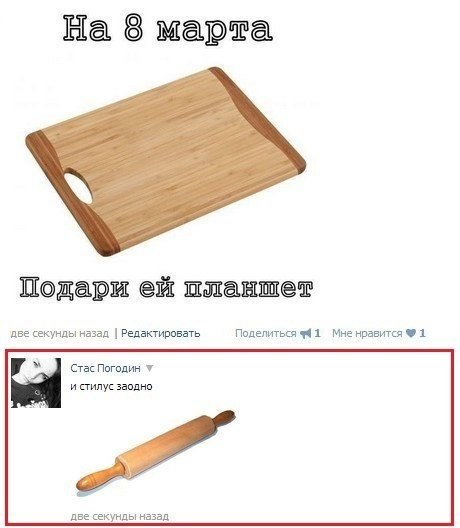 На 8 марта
Подари ей планшет
две секунды назад | Редактировать Поделиться 1 Мне нравится 1
Стас Погодин
и стилус заодно
две секунды назад